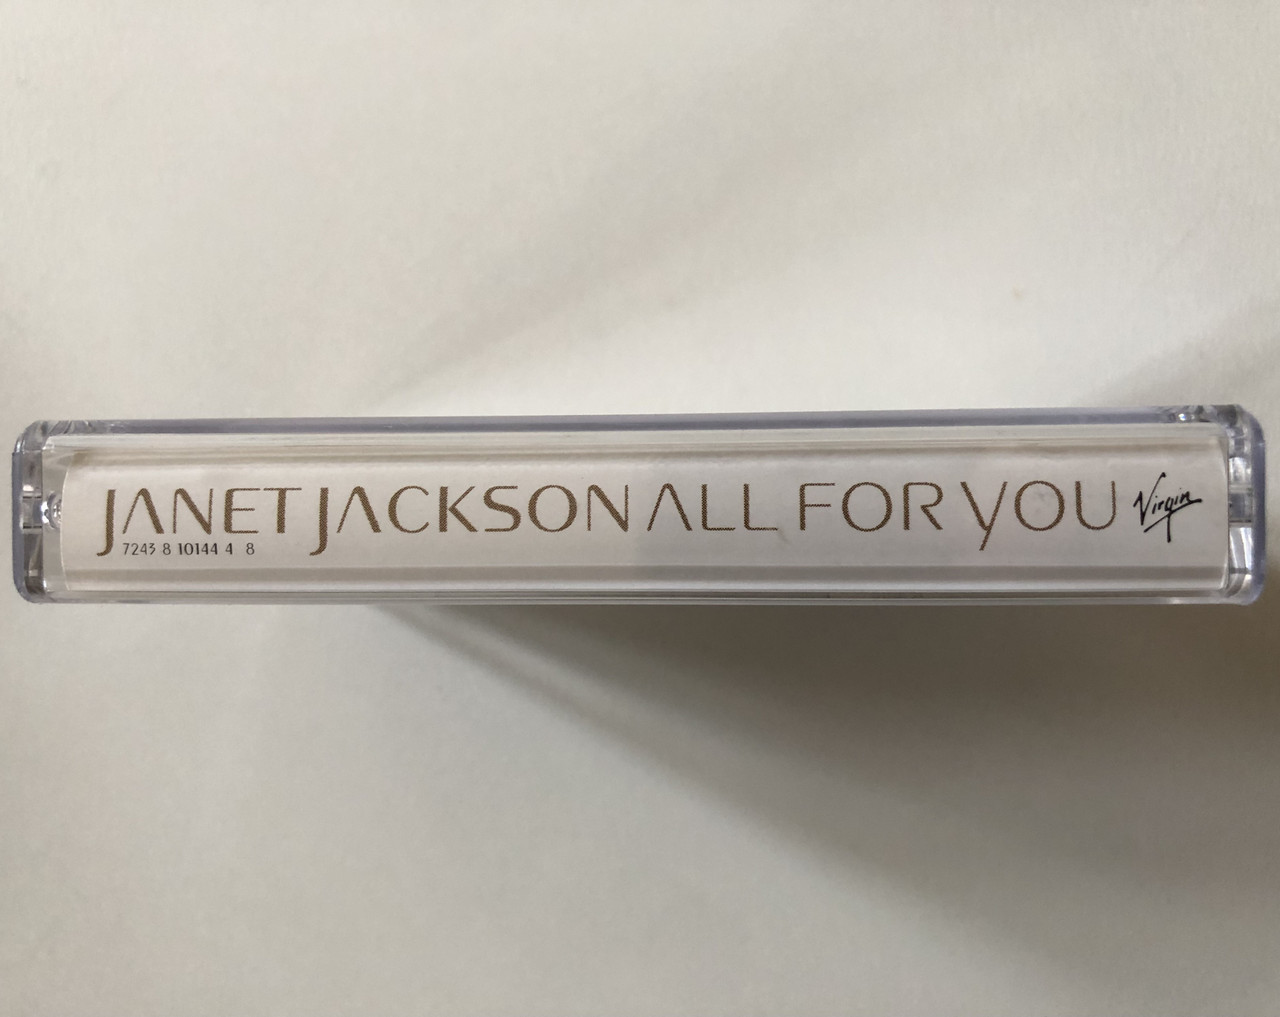 JANET JACKSON ALL FOR YOU Virgin
7243 8 10144 4 8